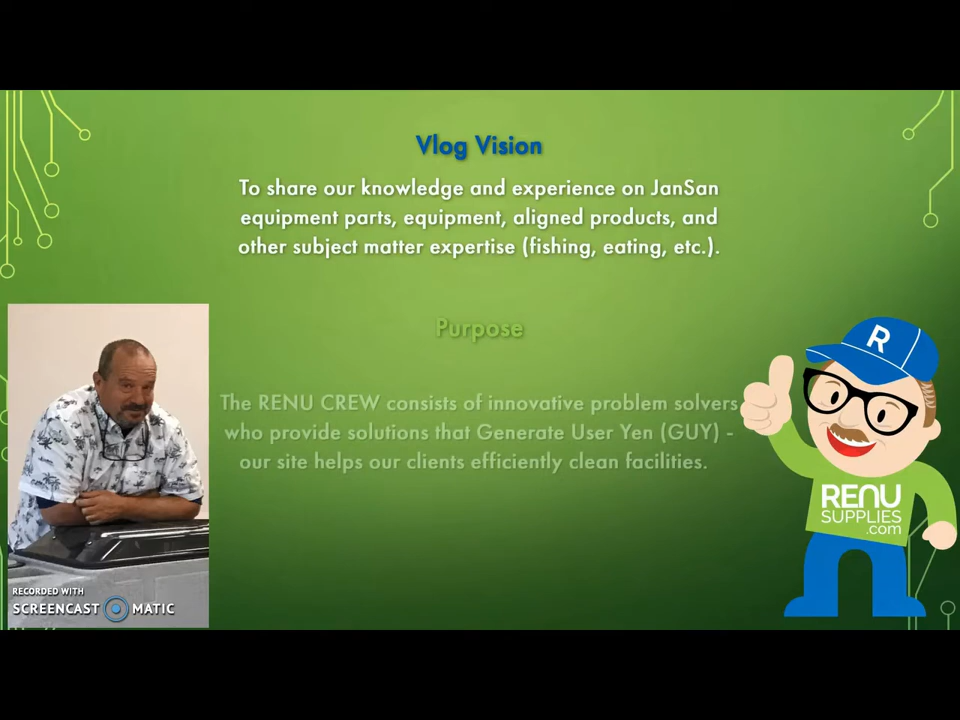 Vlog Vision
To share our knowledge and experience on JanSan
equipment parts, equipment, aligned products, and
other subject matter expertise (fishing, eating, etc.).
Purpose
The RENU CREW consists of innovative problem solvers
who provide solutions that Generate User Yen (GUY) -
our site helps our clients efficiently clean facilities.
R
RENU
SUPPLIES
.com
RECORDED WITH
SCREENCAST MATIC